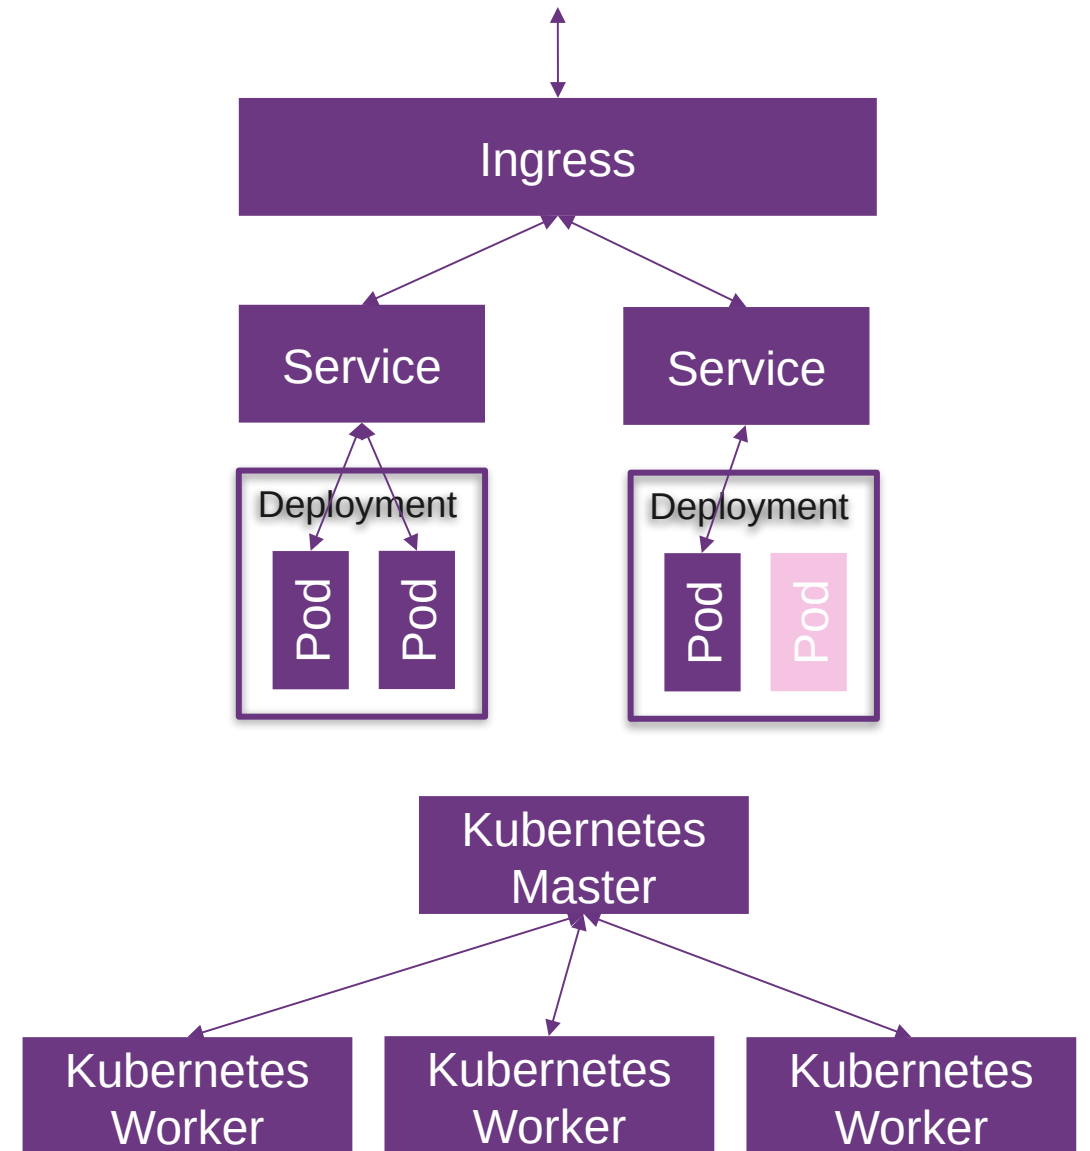 Ingress
Service
Service
Deployment
Deployment
Pod
Pod
Pod
Pod
Kubernetes
Master
Kubernetes
Worker
Kubernetes
Worker
Kubernetes
Worker